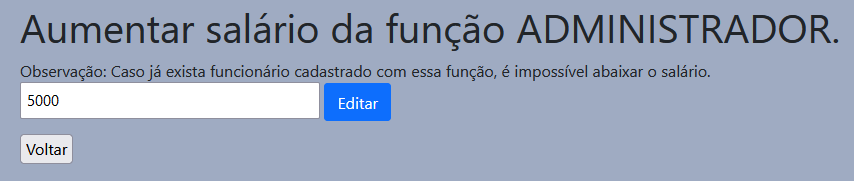 Aumentar salário da função ADMINISTRADOR.
Observação: Caso já exista funcionário cadastrado com essa função, é impossível abaixar o salário.
5000 Editar
Voltar